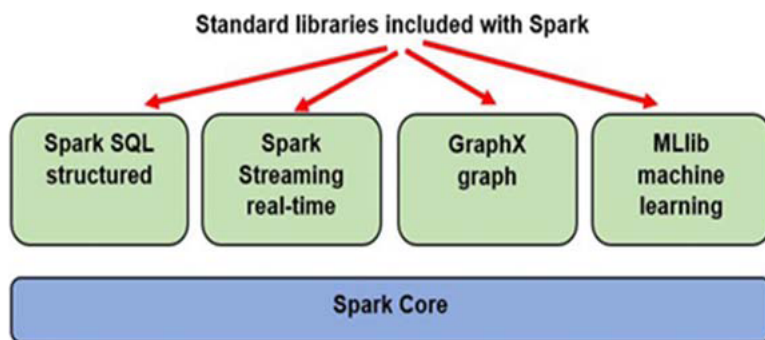 Standard libraries included with Spark
Spark SQL
structured
Spark
Streaming
real-time
GraphX
graph
MLlib
machine
learning
Spark Core